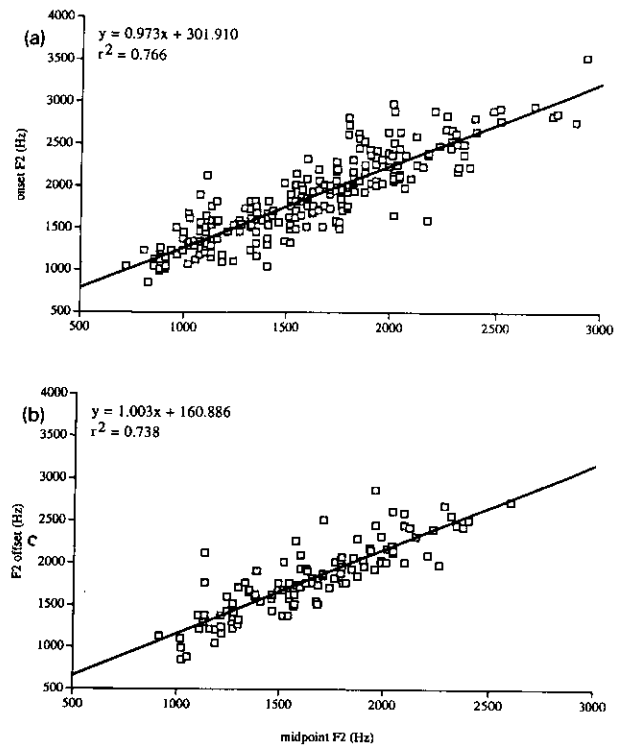 (a)
y = 0.973x + 301.910
r2 = 0.766
4000
3500
3000
2500
2000
1500
1000
500
onset F2 (Hz)
500 1000 1500 2000 2500 3000
(b)
y = 1.003x + 160.886
r2 = 0.738
4000
3500
3000
2500
2000
1500
1000
500
F2 offset (Hz)
500 1000 1500 2000 2500 3000
midpoint F2 (Hz)